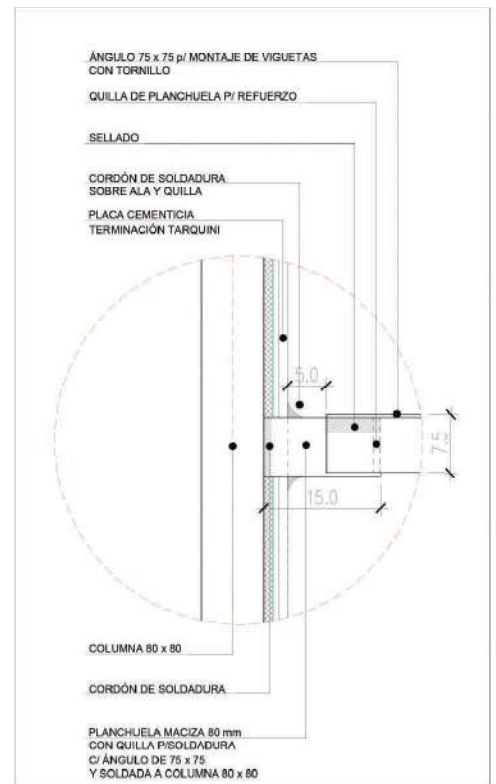 ÁNGULO 75 x 75 p/ MONTAJE DE VIGUETAS
CON TORNILLO
QUILLA DE PLANCHUELA P/ REFUERZO
SELLADO
CORDÓN DE SOLDADURA
SOBRE ALA Y QUILLA
PLACA CEMENTICIA
TERMINACIÓN TARQUINI
5.0
7.5
15.0
COLUMNA 80 x 80
CORDÓN DE SOLDADURA
PLANCHUELA MACIZA 80 mm
CON QUILLA P/SOLDADURA
C/ ÁNGULO DE 75 x 75
Y SOLDADA A COLUMNA 80 x 80